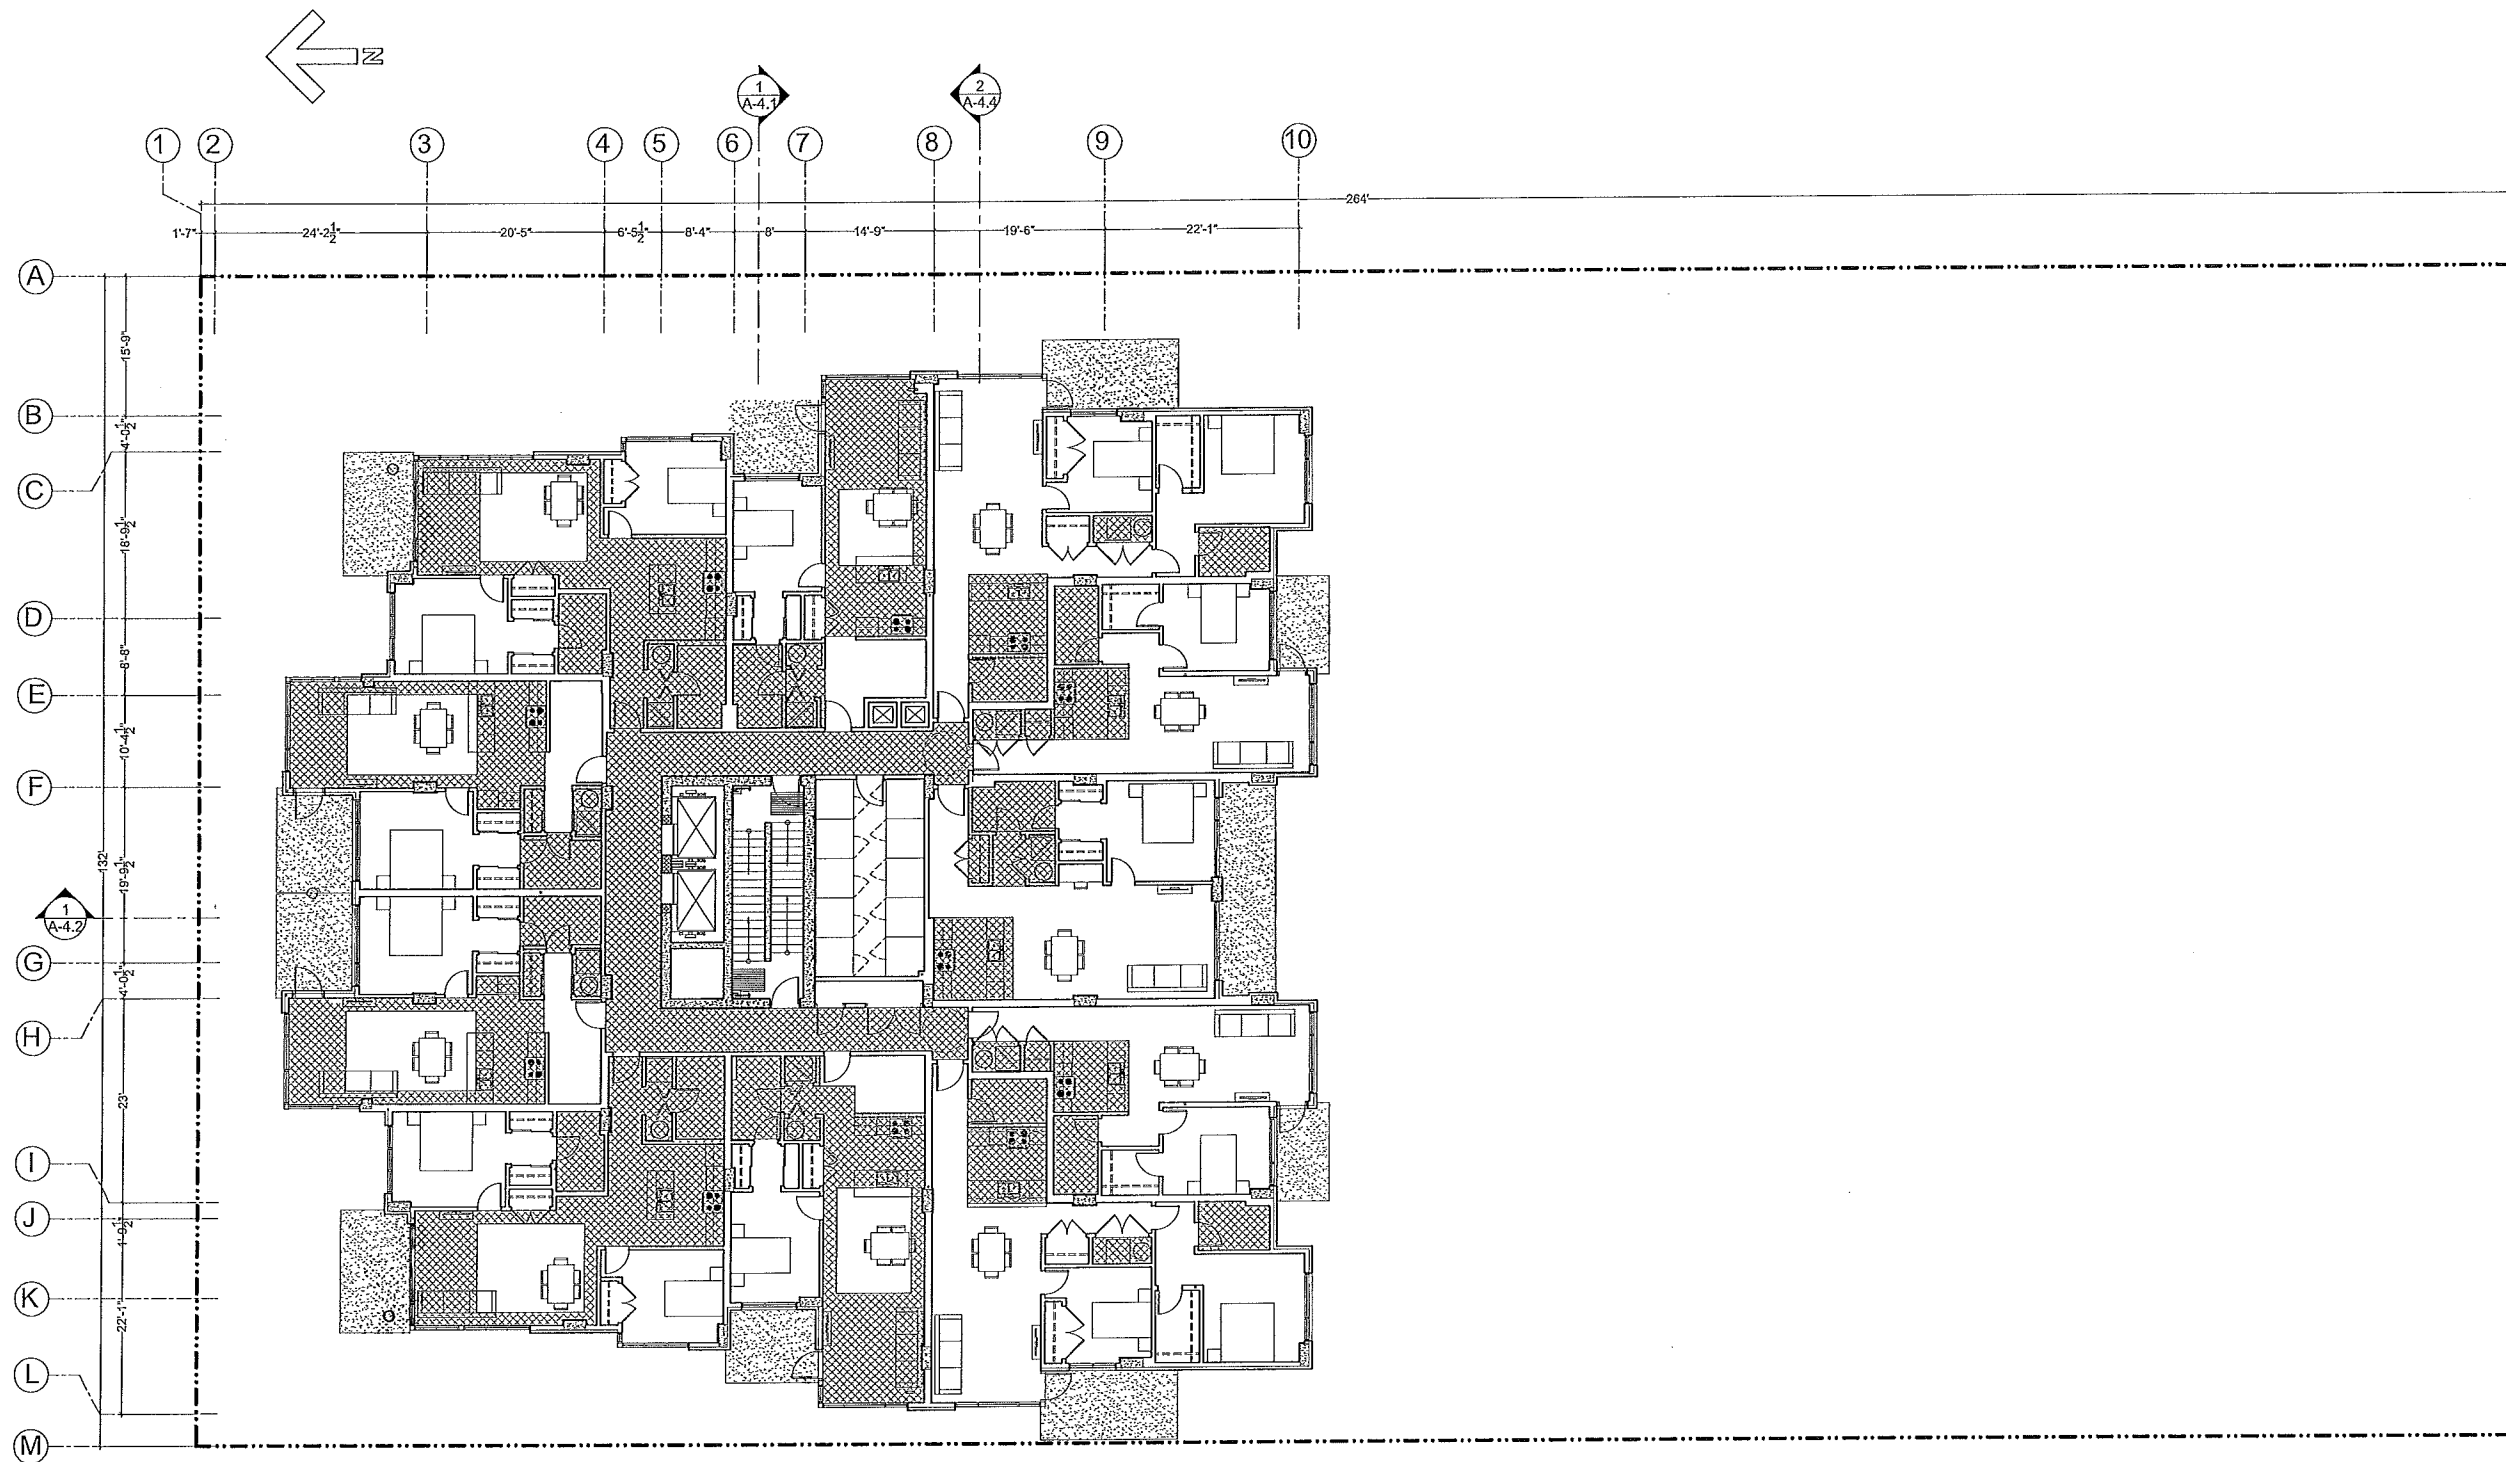 N
1
A-4.1
2
A-4.4
1
2
3
4
5
6
7
8
9
10
264'
1'-7"
24'-2½"
20'-5"
6'-5½"
8'-4"
8'
14'-9"
19'-6"
22'-1"
A
B
C
D
E
F
G
H
I
J
K
L
M
15'-9"
4'-0½"
18'-9½"
8'-8"
10'-4½"
19'-9½"
4'-0½"
23'
1'-9½"
22'-1"
132'
1
A-4.2